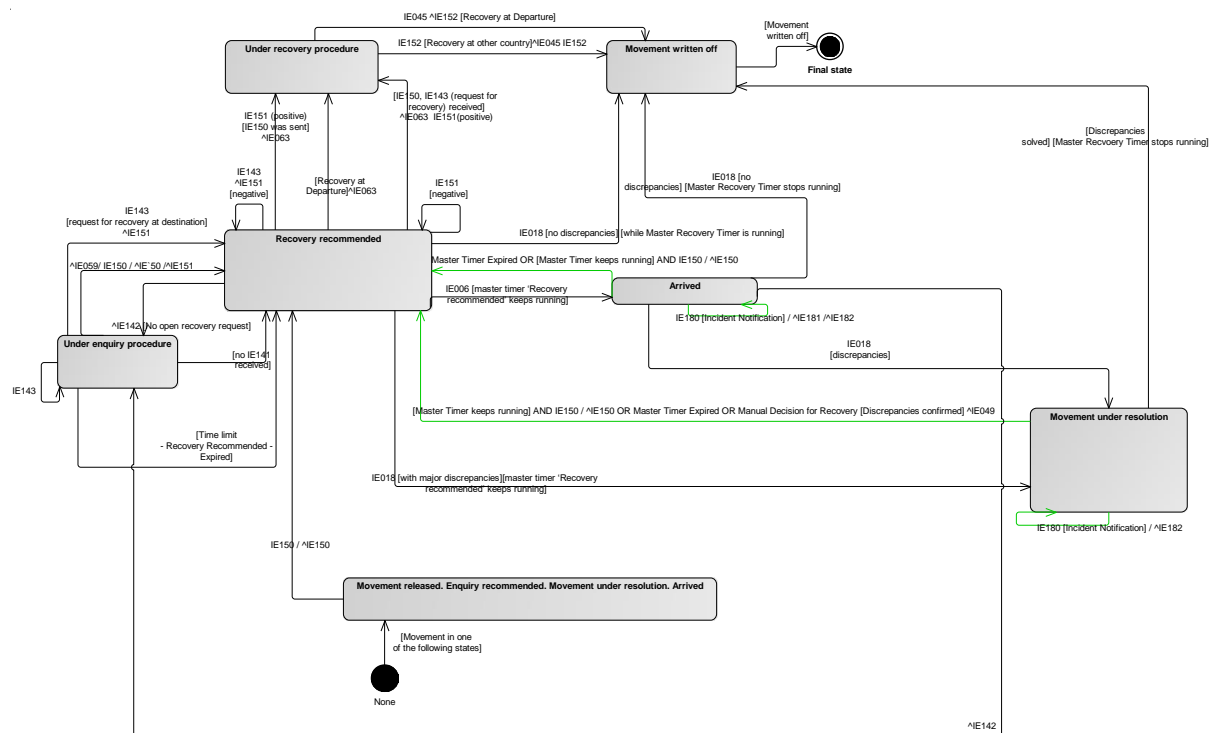 IE045 ^IE152 [Recovery at Departure]
[Movement
written off]
Under recovery procedure
IE152 [Recovery at other country]^IE045 IE152
Movement written off
Final state
[IE150, IE143 (request for
recovery) received]
^IE063 IE151(positive)
IE151 (positive)
[IE150 was sent]
^IE063
[Discrepancies
solved] [Master Recvoery Timer stops running]
IE143
^IE151
[negative]
[Recovery at
Departure]^IE063
IE151
[negative]
IE018 [no
discrepancies] [Master Recovery Timer stops running]
IE143
[request for recovery at destination]
^IE151
Recovery recommended
IE018 [no discrepancies] [while Master Recovery Timer is running]
^IE059/ IE150 / ^IE`50 /^IE151
Master Timer Expired OR [Master Timer keeps running] AND IE150 / ^IE150
IE006 [master timer 'Recovery
recommended' keeps running]
Arrived
IE180 [Incident Notification] / ^IE181 /^IE182
^IE142 [No open recovery request]
Under enquiry procedure
[no IE141
received]
IE018
[discrepancies]
IE143
[Master Timer keeps running] AND IE150 / ^IE150 OR Master Timer Expired OR Manual Decision for Recovery [Discrepancies confirmed] ^IE049
Movement under resolution
[Time limit
- Recovery Recommended -
Expired]
IE018 [with major discrepancies][master timer 'Recovery
recommended' keeps running]
IE180 [Incident Notification] / ^IE182
IE150 / ^IE150
Movement released. Enquiry recommended. Movement under resolution. Arrived
[Movement in one
of the following states]
None
^IE142